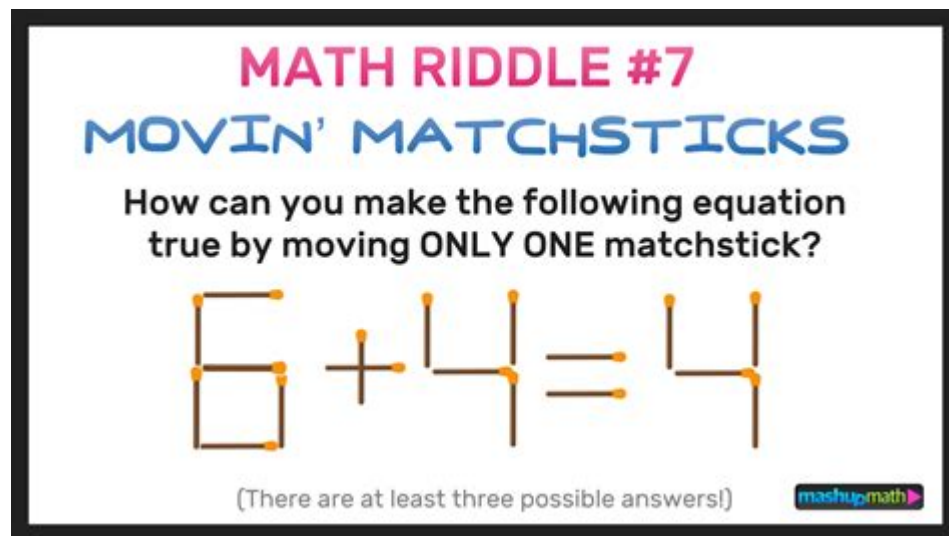 MATH RIDDLE #7
MOVIN' MATCHSTICKS
How can you make the following equation
true by moving ONLY ONE matchstick?
6+4=4
(There are at least three possible answers!)
mashupmath